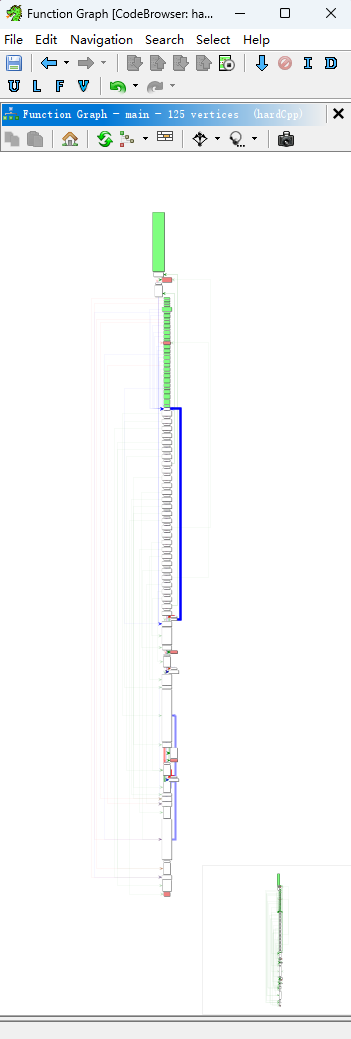 Function Graph [CodeBrowser: ha...
File Edit Navigation Search Select Help
I D
U L F V
Function Graph - main - 125 vertices (hardCpp)